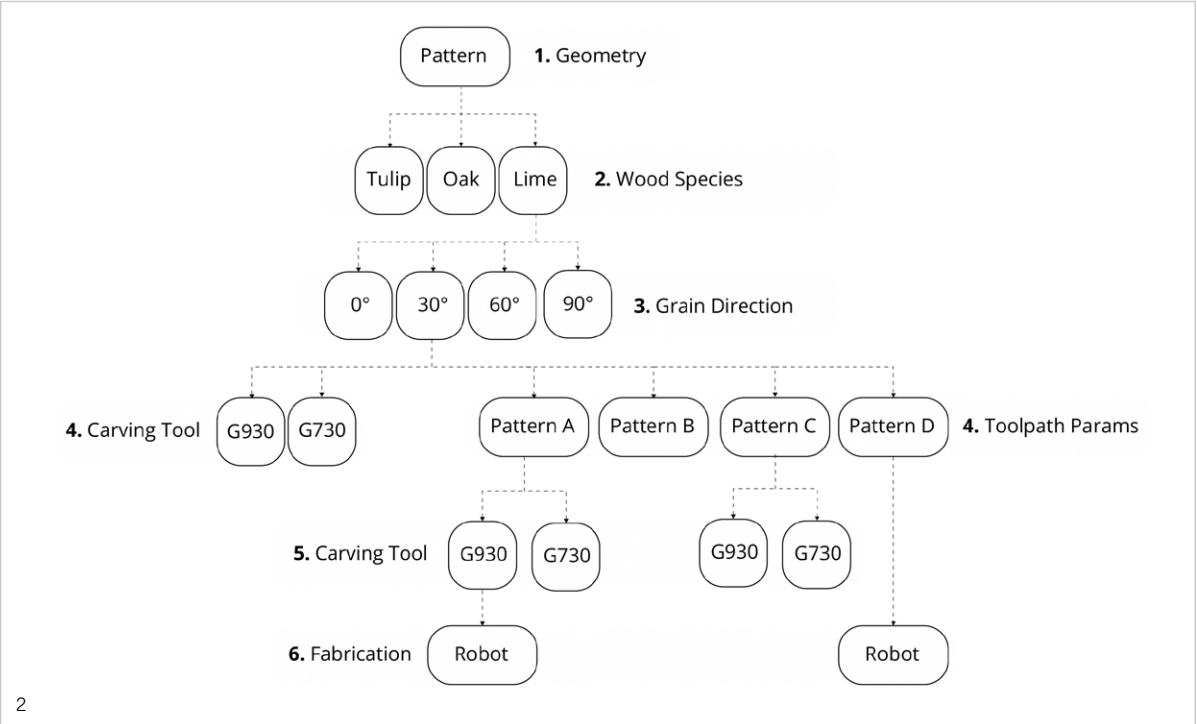 Pattern 1. Geometry
Tulip Oak Lime 2. Wood Species
0° 30° 60° 90° 3. Grain Direction
4. Carving Tool G930 G730 Pattern A Pattern B Pattern C Pattern D 4. Toolpath Params
5. Carving Tool G930 G730 G930 G730
6. Fabrication Robot Robot
2